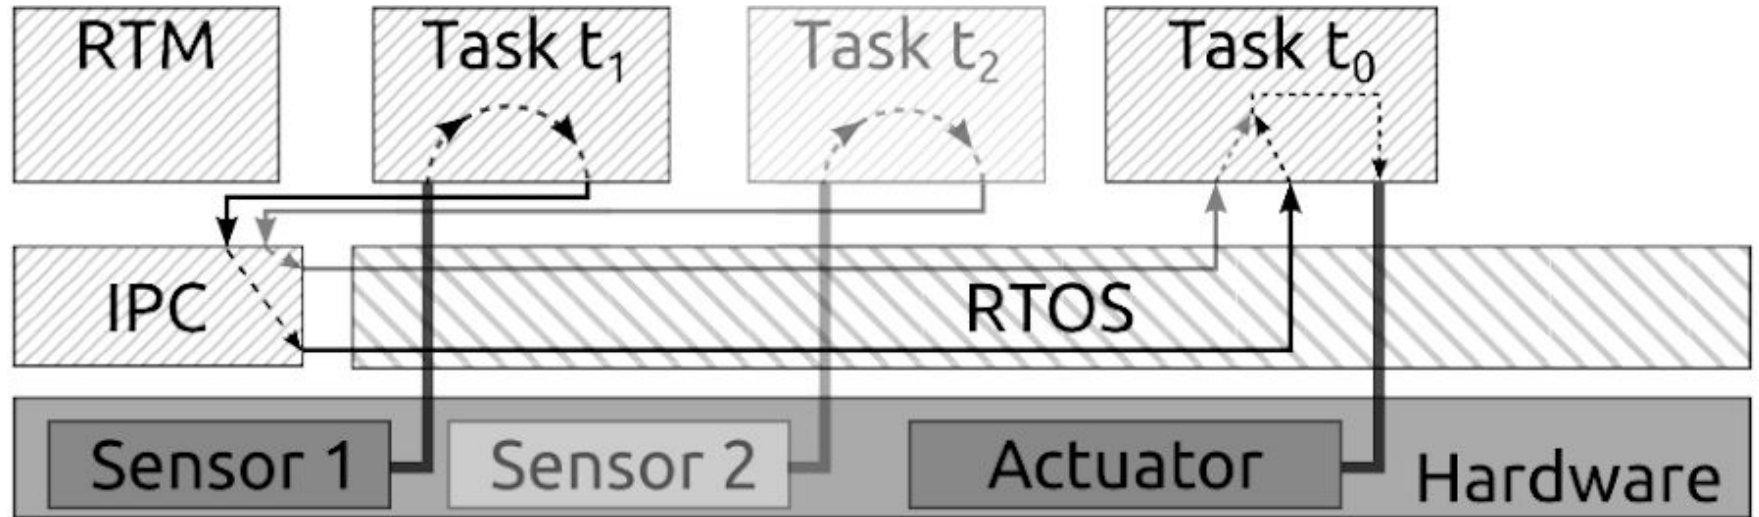 RTM
Task t₁
Task t₂
Task t₀
IPC
RTOS
Sensor 1
Sensor 2
Actuator
Hardware